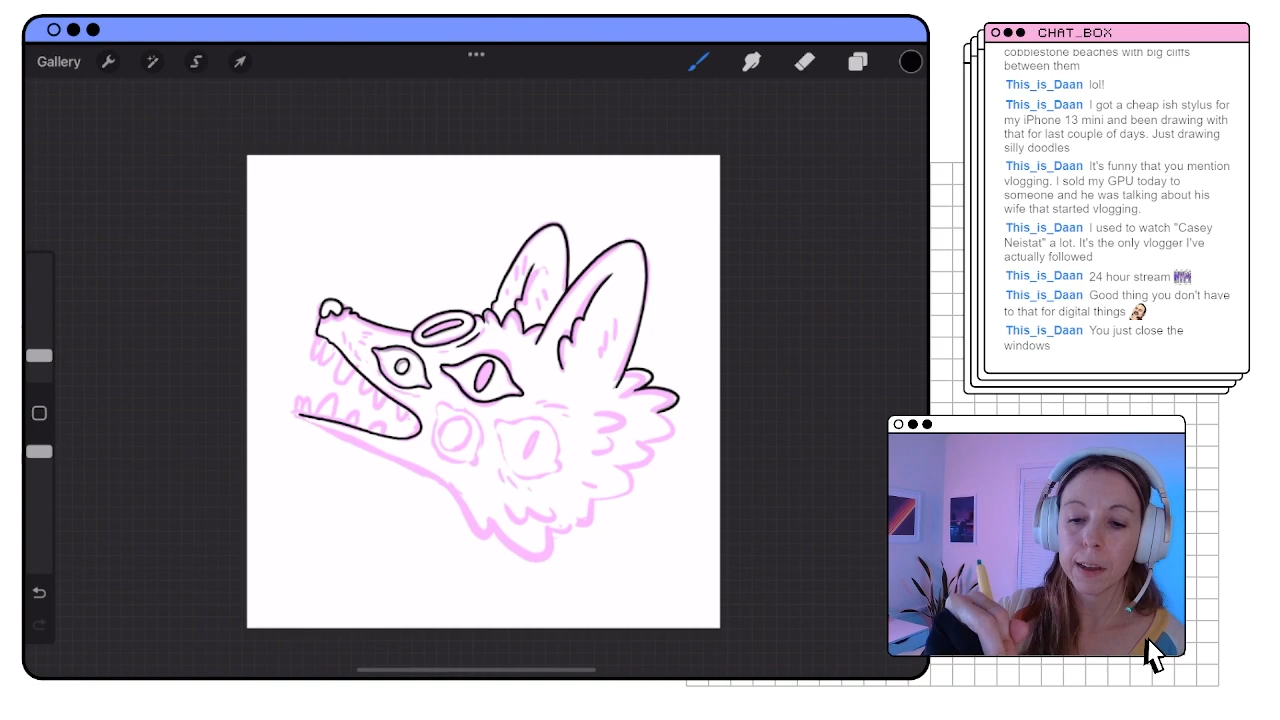 Gallery
CHAT_BOX
cobblestone beaches with big cliffs
between them
This_is_Daan lol!
This_is_Daan I got a cheap ish stylus for
my iPhone 13 mini and been drawing with
that for last couple of days. Just drawing
silly doodles
This_is_Daan It's funny that you mention
vlogging. I sold my GPU today to
someone and he was talking about his
wife that started vlogging.
This_is_Daan I used to watch "Casey
Neistat" a lot. It's the only vlogger I've
actually followed
This_is_Daan 24 hour stream
This_is_Daan Good thing you don't have
to that for digital things
This_is_Daan You just close the
windows